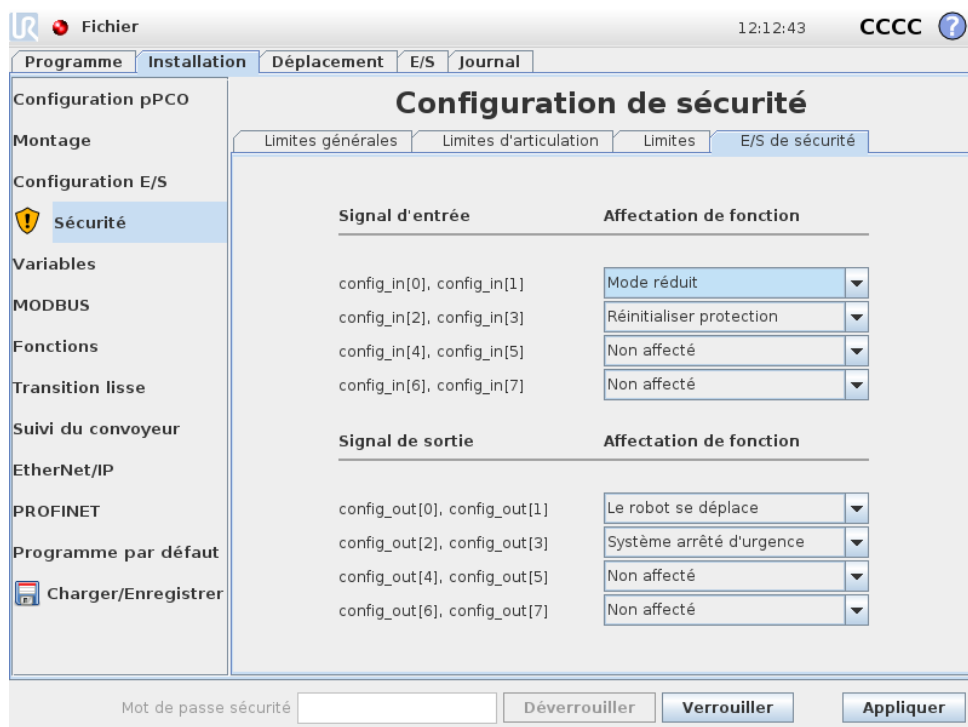 Fichier 12:12:43 CCCC ?
Programme Installation Déplacement E/S Journal
Configuration pPCO
Montage
Configuration E/S
Sécurité
Variables
MODBUS
Fonctions
Transition lisse
Suivi du convoyeur
EtherNet/IP
PROFINET
Programme par défaut
Charger/Enregistrer
Configuration de sécurité
Limites générales Limites d'articulation Limites E/S de sécurité
Signal d'entrée Affectation de fonction
config_in[0], config_in[1] Mode réduit
config_in[2], config_in[3] Réinitialiser protection
config_in[4], config_in[5] Non affecté
config_in[6], config_in[7] Non affecté
Signal de sortie Affectation de fonction
config_out[0], config_out[1] Le robot se déplace
config_out[2], config_out[3] Système arrêté d'urgence
config_out[4], config_out[5] Non affecté
config_out[6], config_out[7] Non affecté
Mot de passe sécurité Déverrouiller Verrouiller Appliquer